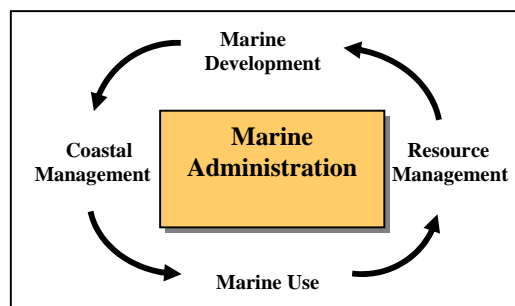 Marine
Development
Marine
Administration
Coastal
Management
Resource
Management
Marine Use